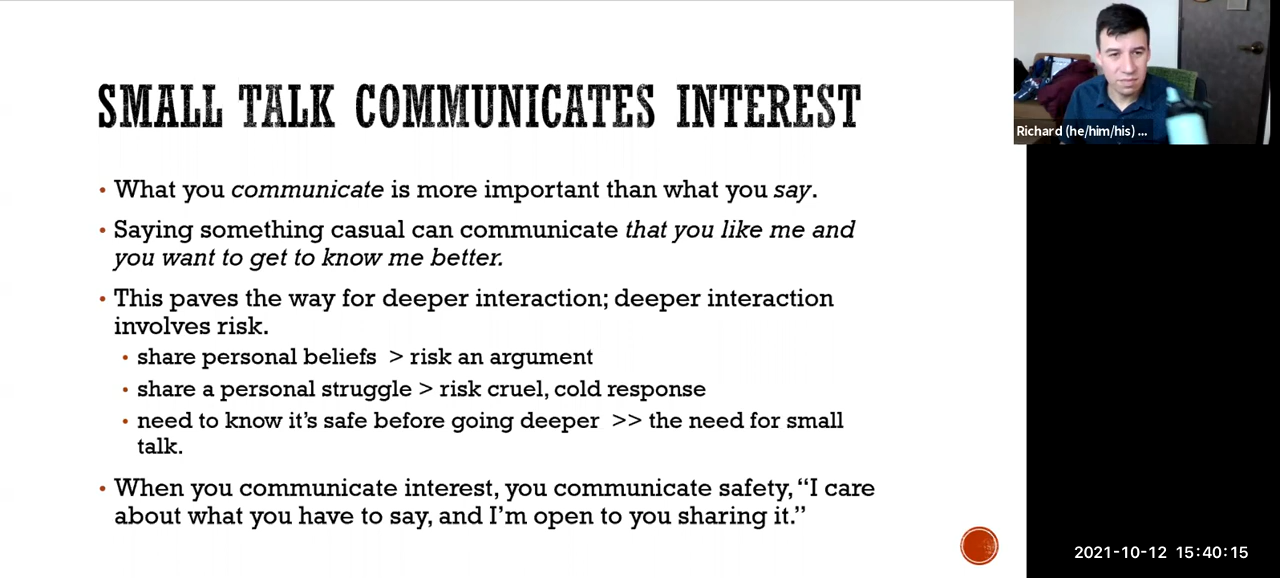 SMALL TALK COMMUNICATES INTEREST
• What you communicate is more important than what you say.
• Saying something casual can communicate that you like me and
you want to get to know me better.
• This paves the way for deeper interaction; deeper interaction
involves risk.
• share personal beliefs > risk an argument
• share a personal struggle > risk cruel, cold response
• need to know it’s safe before going deeper >> the need for small
talk.
• When you communicate interest, you communicate safety, “I care
about what you have to say, and I’m open to you sharing it.”
Richard (he/him/his) ...
2021-10-12 15:40:15